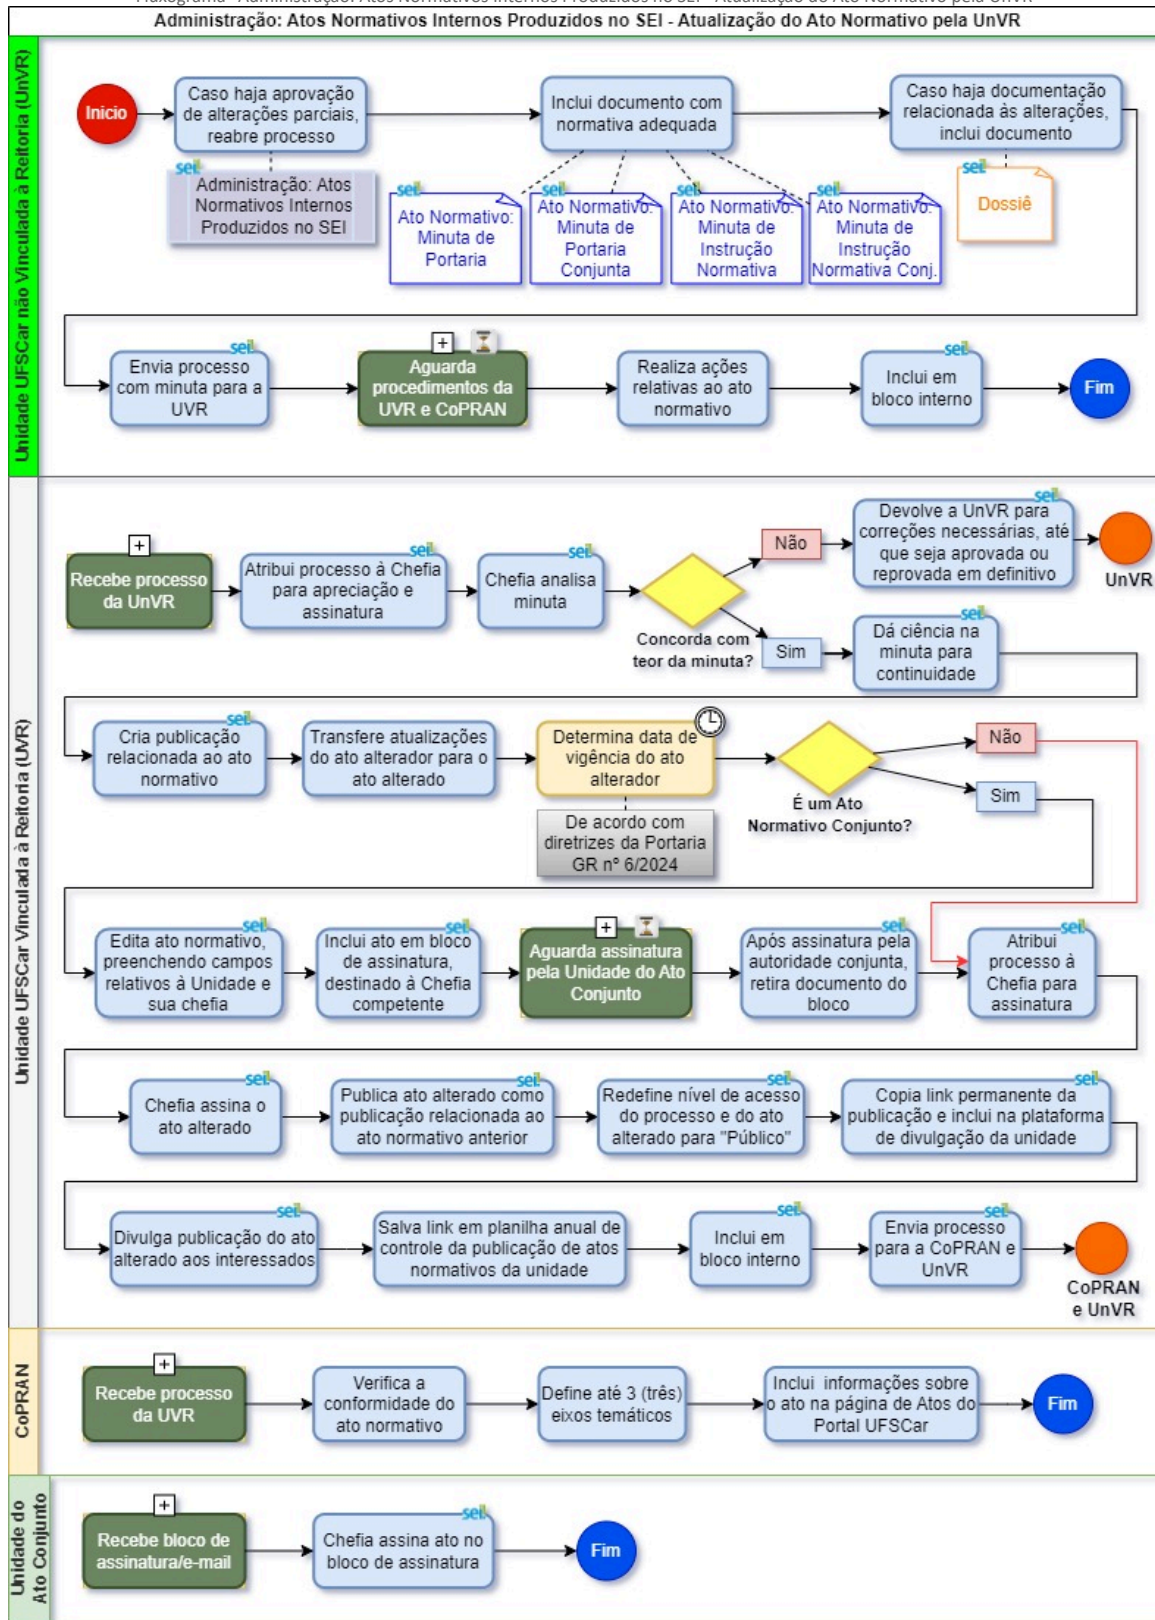 Fluxograma - Administração: Atos Normativos Internos Produzidos no SEI - Atualização do Ato Normativo pela UnVR
Administração: Atos Normativos Internos Produzidos no SEI - Atualização do Ato Normativo pela UnVR
Unidade UFSCar não Vinculada à Reitoria (UnVR)
Inicio
Caso haja aprovação
de alterações parciais,
reabre processo
Inclui documento com
normativa adequada
Caso haja documentação
relacionada às alterações,
inclui documento
sei!
Administração: Atos
Normativos Internos
Produzidos no SEI
sei!
Ato Normativo:
Minuta de
Portaria
sei!
Ato Normativo:
Minuta de
Portaria
Conjunta
sei!
Ato Normativo:
Minuta de
Instrução
Normativa
sei!
Ato Normativo:
Minuta de
Instrução
Normativa Conj.
sei!
Dossiê
sei!
Envia processo
com minuta para a
UVR
+
Aguarda
procedimentos da
UVR e CoPRAN
Realiza ações
relativas ao ato
normativo
sei!
Inclui em
bloco interno
Fim
Unidade UFSCar Vinculada à Reitoria (UVR)
+
Recebe processo
da UnVR
sei!
Atribui processo à Chefia
para apreciação e
assinatura
sei!
Chefia analisa
minuta
Concorda com
teor da minuta?
Não
sei!
Devolve a UnVR para
correções necessárias, até
que seja aprovada ou
reprovada em definitivo
UnVR
Sim
sei!
Dá ciência na
minuta para
continuidade
sei!
Cria publicação
relacionada ao ato
normativo
Transfere atualizações
do ato alterador para o
ato alterado
Determina data de
vigência do ato
alterador
De acordo com
diretrizes da Portaria
GR nº 6/2024
É um Ato
Normativo Conjunto?
Não
Sim
sei!
Edita ato normativo,
preenchendo campos
relativos à Unidade e
sua chefia
sei!
Inclui ato em bloco
de assinatura,
destinado à Chefia
competente
+
Aguarda assinatura
pela Unidade do Ato
Conjunto
sei!
Após assinatura pela
autoridade conjunta,
retira documento do
bloco
sei!
Atribui
processo à
Chefia para
assinatura
sei!
Chefia assina o
ato alterado
sei!
Publica ato alterado como
publicação relacionada ao
ato normativo anterior
sei!
Redefine nível de acesso
do processo e do ato
alterado para "Público"
sei!
Copia link permanente da
publicação e inclui na plataforma
de divulgação da unidade
sei!
Divulga publicação do ato
alterado aos interessados
Salva link em planilha anual de
controle da publicação de atos
normativos da unidade
sei!
Inclui em
bloco interno
sei!
Envia processo
para a CoPRAN e
UnVR
CoPRAN
e UnVR
CoPRAN
+
Recebe processo
da UVR
Verifica a
conformidade do
ato normativo
Define até 3 (três)
eixos temáticos
Inclui informações sobre
o ato na página de Atos do
Portal UFSCar
Fim
Unidade do
Ato Conjunto
+
Recebe bloco de
assinatura/e-mail
sei!
Chefia assina ato no
bloco de assinatura
Fim